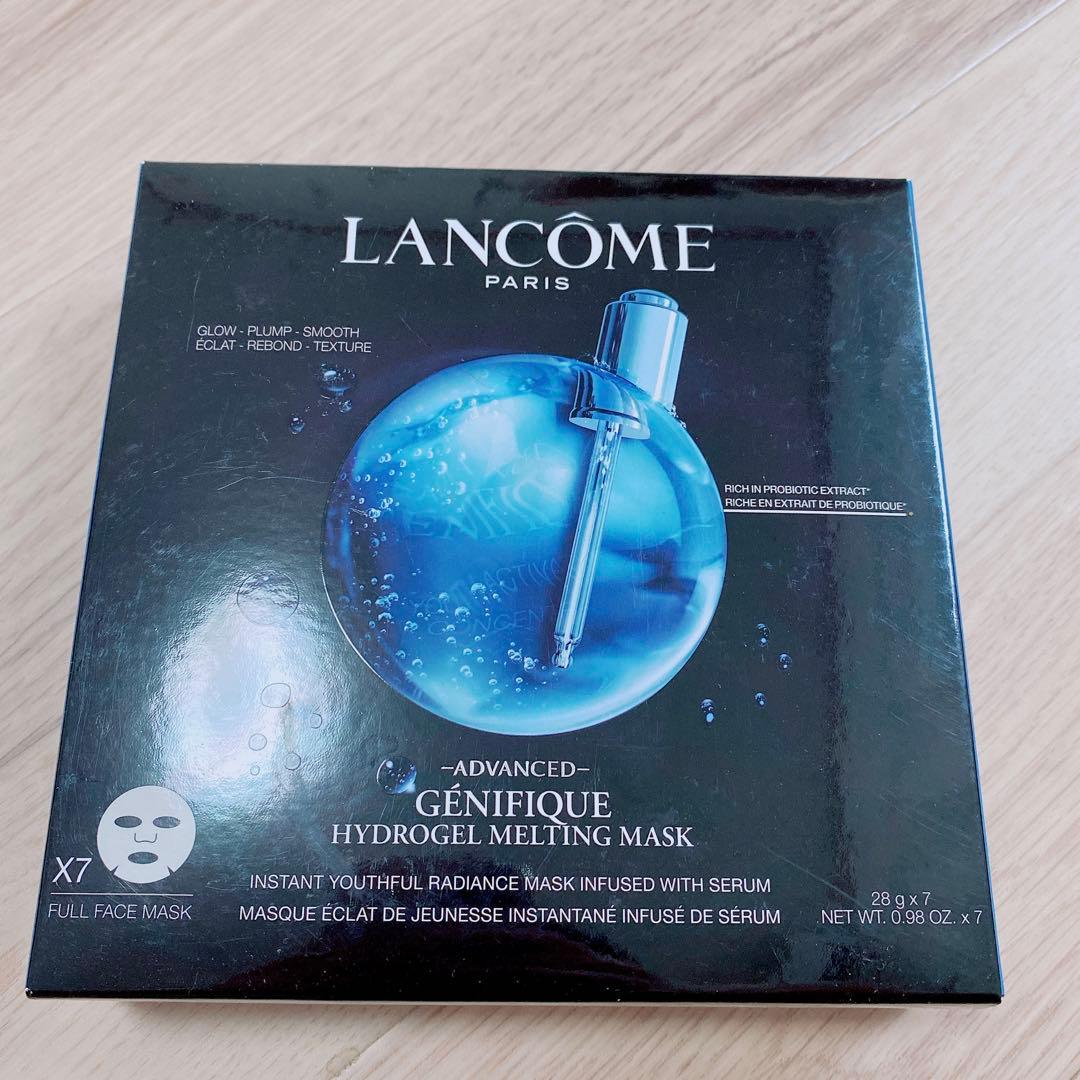 LANCÔME
PARIS
GLOW - PLUMP - SMOOTH
ÉCLAT - REBOND - TEXTURE
RICH IN PROBIOTIC EXTRACT*
RICHE EN EXTRAIT DE PROBIOTIQUE*
-ADVANCED-
GÉNIFIQUE
HYDROGEL MELTING MASK
X7
FULL FACE MASK
INSTANT YOUTHFUL RADIANCE MASK INFUSED WITH SERUM
MASQUE ÉCLAT DE JEUNESSE INSTANTANÉ INFUSÉ DE SÉRUM
28 g x 7
NET WT. 0.98 OZ. x 7